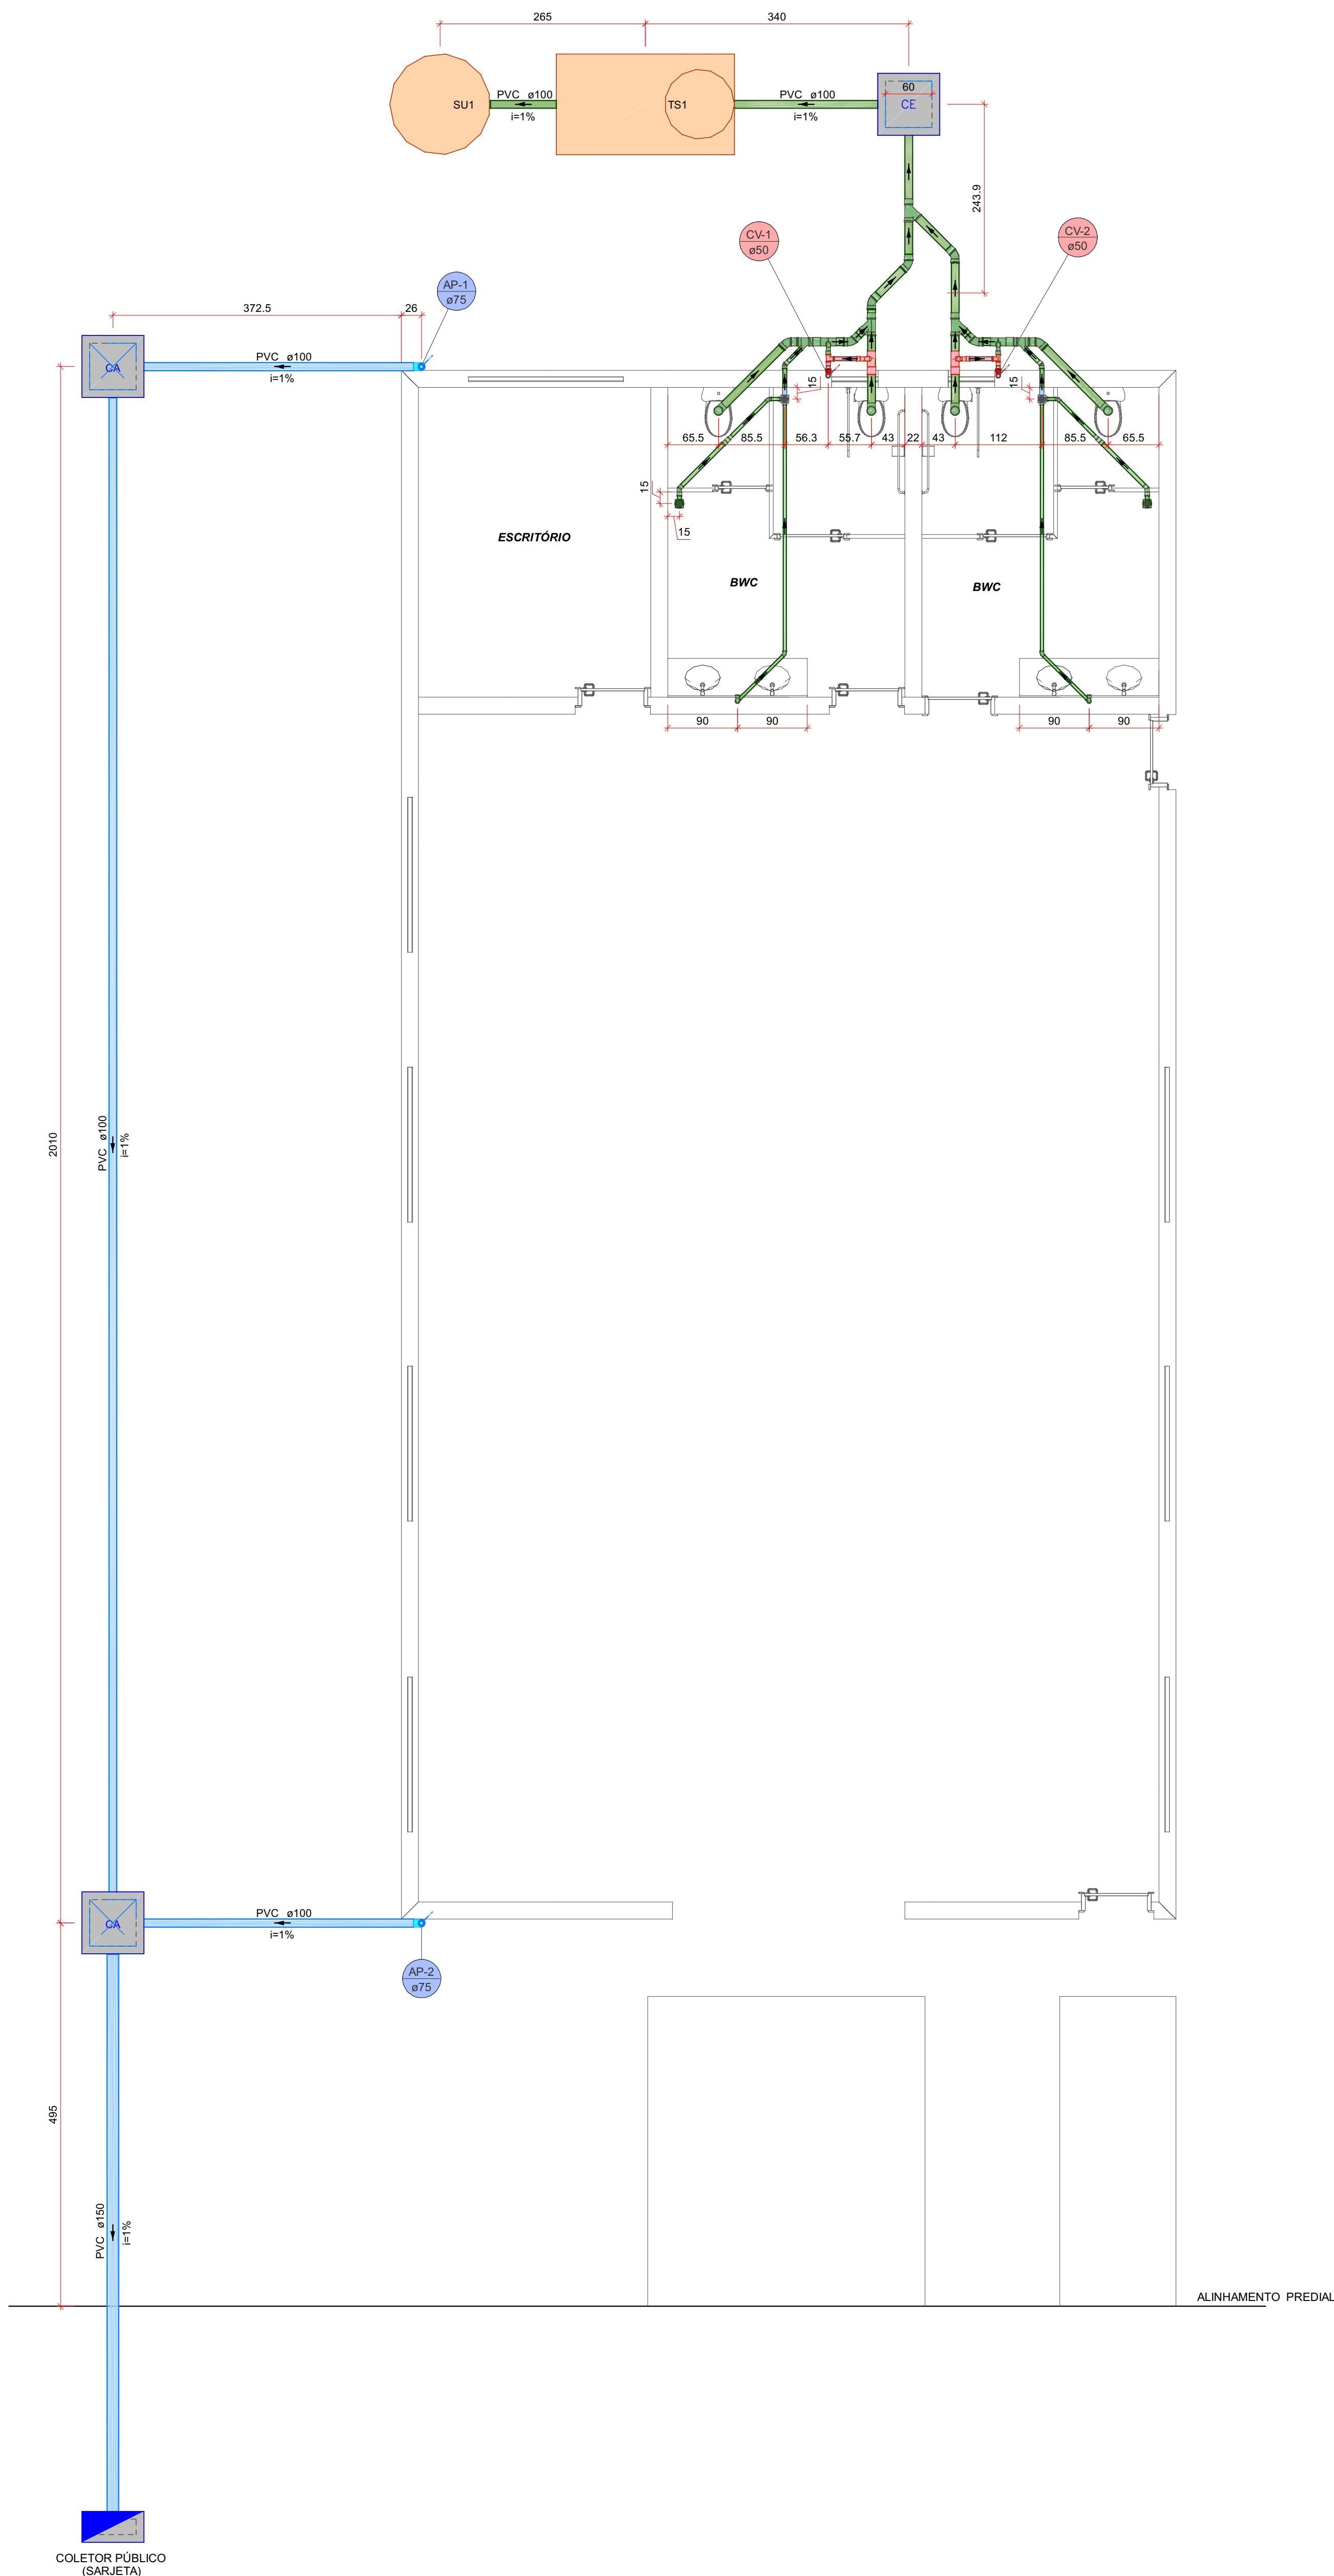 265
340
60
PVC ø100
PVC ø100
SU1
TS1
CE
i=1%
i=1%
243.9
CV-1
ø50
CV-2
ø50
AP-1
ø75
372.5
26
PVC ø100
CA
i=1%
15
15
65.5
85.5
56.3
55.7
43
22
43
112
85.5
65.5
15
15
ESCRITÓRIO
BWC
BWC
90
90
90
90
2010
PVC ø100
i=1%
PVC ø100
CA
i=1%
AP-2
ø75
495
PVC ø150
i=1%
ALINHAMENTO PREDIAL
COLETOR PÚBLICO
(SARJETA)